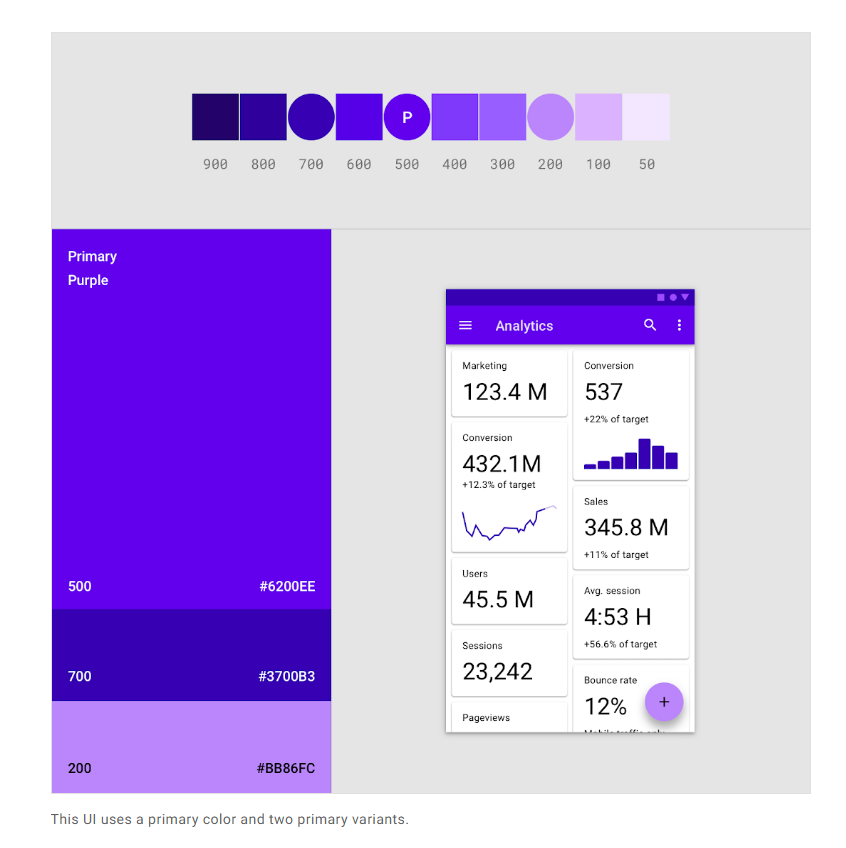 P
900 800 700 600 500 400 300 200 100 50
Primary
Purple
500 #6200EE
700 #3700B3
200 #BB86FC
Analytics
Marketing
123.4 M
Conversion
432.1M
+12.3% of target
Users
45.5 M
Sessions
23,242
Pageviews
Conversion
537
+22% of target
Sales
345.8 M
+11% of target
Avg. session
4:53 H
+56.6% of target
Bounce rate
12%
+
This UI uses a primary color and two primary variants.